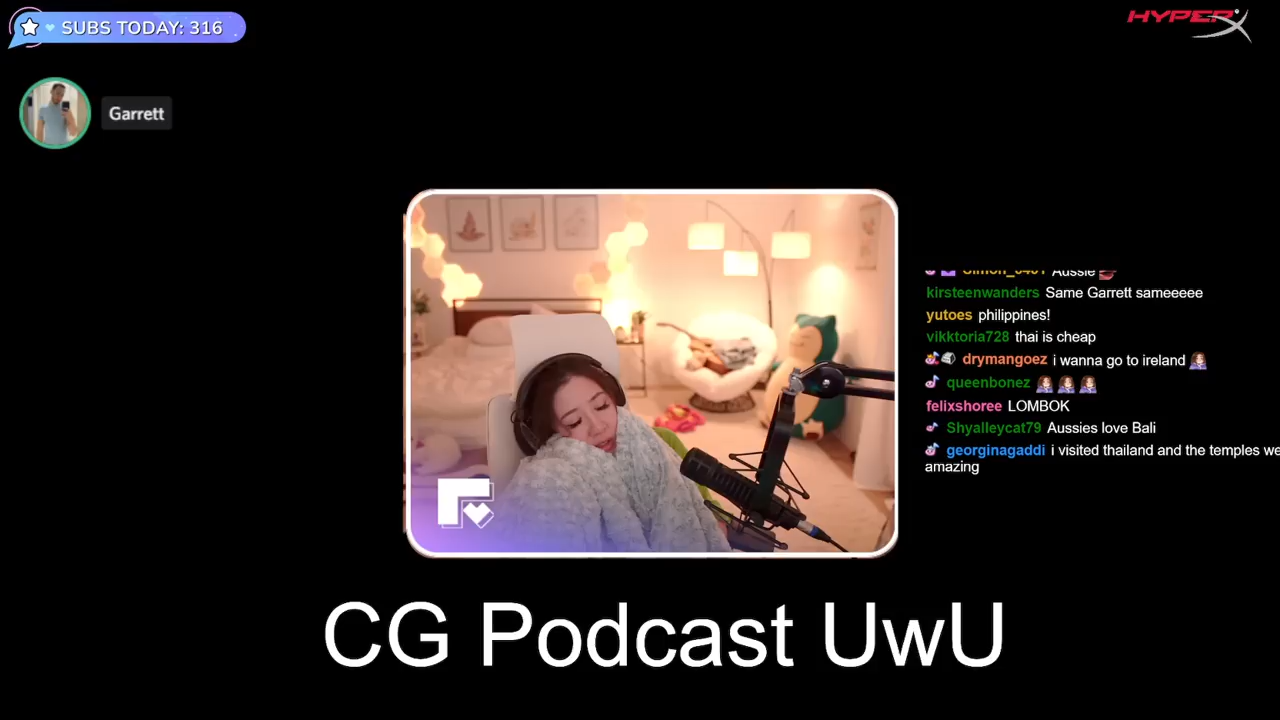 SUBS TODAY: 316
HYPERX
Garrett
Aussie
kirsteenwanders Same Garrett sameeeee
yutoes philippines!
vikktoria728 thai is cheap
drymangoez i wanna go to ireland
queenbonez
felixshoree LOMBOK
Shyalleycat79 Aussies love Bali
georginagaddi i visited thailand and the temples we
amazing
CG Podcast UwU